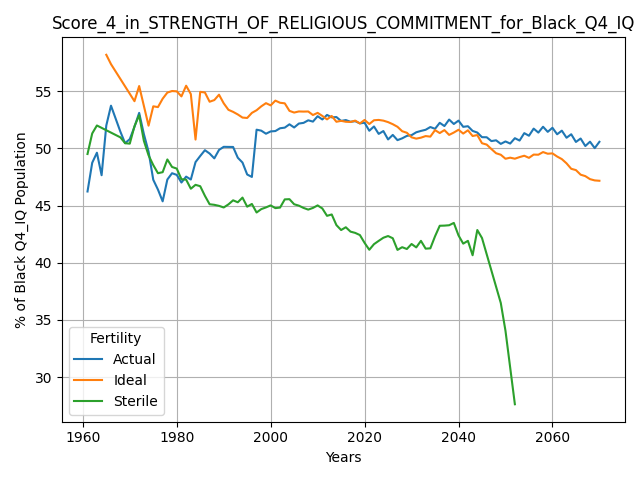 Score_4_in_STRENGTH_OF_RELIGIOUS_COMMITMENT_for_Black_Q4_IQ
% of Black Q4_IQ Population
55
50
45
40
35
30
Fertility
Actual
Ideal
Sterile
1960 1980 2000 2020 2040 2060
Years